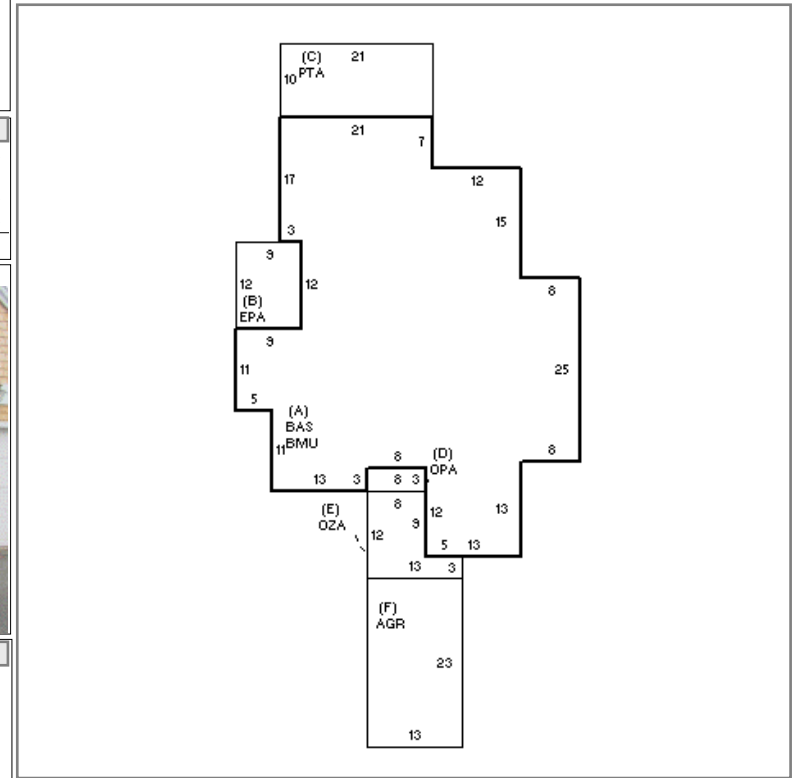 (C) 21
10 PTA
21
7
17
12
15
3
9
8
12 12
(B)
EPA
9
11
25
5
(A)
BAS
11 BMU
8 (D) 8
OPA
13 3 8 3
(E) 8
OZA 9 12 13
12
5 13
13 3
(F)
AGR
23
13